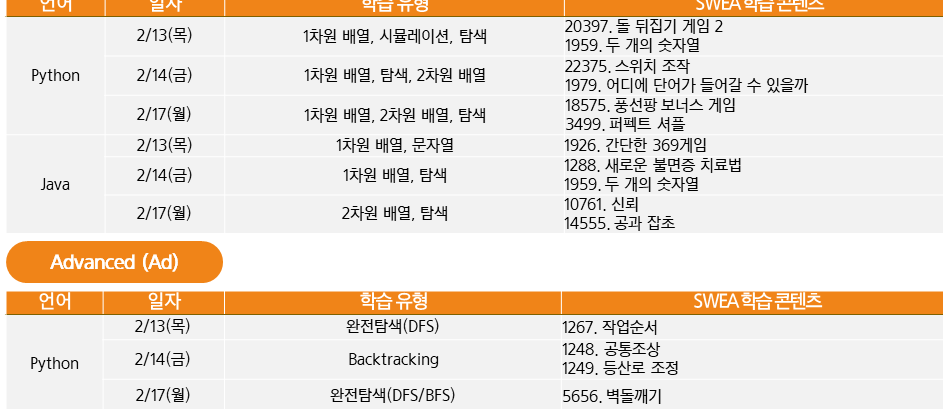 언어 일자 학습 유형 SWEA 학습 콘텐츠
Python 2/13(목) 1차원 배열, 시뮬레이션, 탐색 20397. 돌 뒤집기 게임 2
1959. 두 개의 숫자열
2/14(금) 1차원 배열, 탐색, 2차원 배열 22375. 스위치 조작
1979. 어디에 단어가 들어갈 수 있을까
2/17(월) 1차원 배열, 2차원 배열, 탐색 18575. 풍선팡 보너스 게임
3499. 퍼펙트 셔플
Java 2/13(목) 1차원 배열, 문자열 1926. 간단한 369게임
2/14(금) 1차원 배열, 탐색 1288. 새로운 불면증 치료법
1959. 두 개의 숫자열
2/17(월) 2차원 배열, 탐색 10761. 신뢰
14555. 공과 잡초
Advanced (Ad)
언어 일자 학습 유형 SWEA 학습 콘텐츠
Python 2/13(목) 완전탐색(DFS) 1267. 작업순서
2/14(금) Backtracking 1248. 공통조상
1249. 등산로 조정
2/17(월) 완전탐색(DFS/BFS) 5656. 벽돌깨기